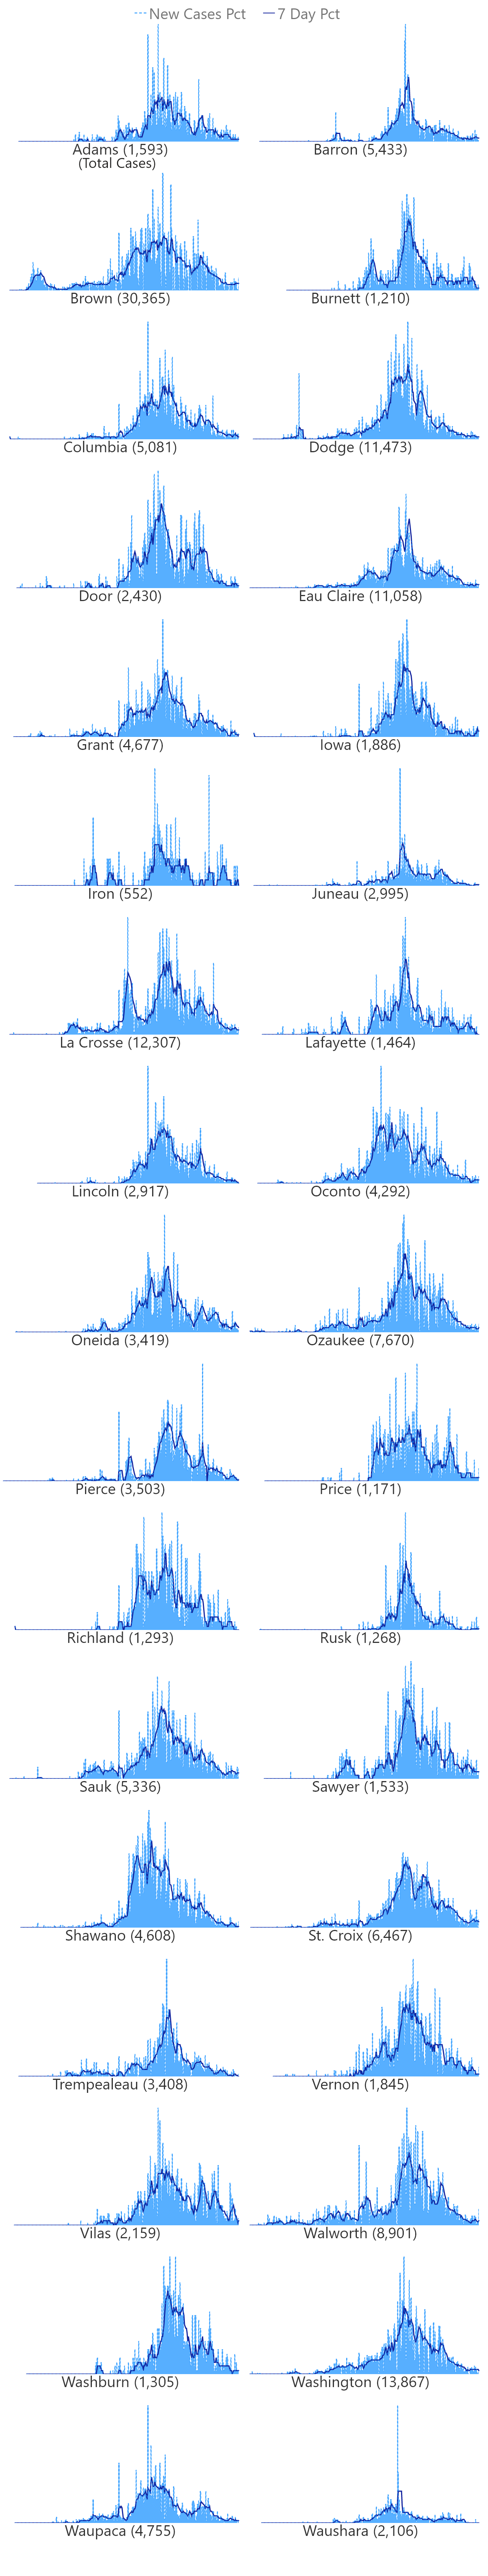 New Cases Pct 7 Day Pct
Adams (1,593) Barron (5,433)
(Total Cases)
Brown (30,365) Burnett (1,210)
Columbia (5,081) Dodge (11,473)
Door (2,430) Eau Claire (11,058)
Grant (4,677) Iowa (1,886)
Iron (552) Juneau (2,995)
La Crosse (12,307) Lafayette (1,464)
Lincoln (2,917) Oconto (4,292)
Oneida (3,419) Ozaukee (7,670)
Pierce (3,503) Price (1,171)
Richland (1,293) Rusk (1,268)
Sauk (5,336) Sawyer (1,533)
Shawano (4,608) St. Croix (6,467)
Trempealeau (3,408) Vernon (1,845)
Vilas (2,159) Walworth (8,901)
Washburn (1,305) Washington (13,867)
Waupaca (4,755) Waushara (2,106)